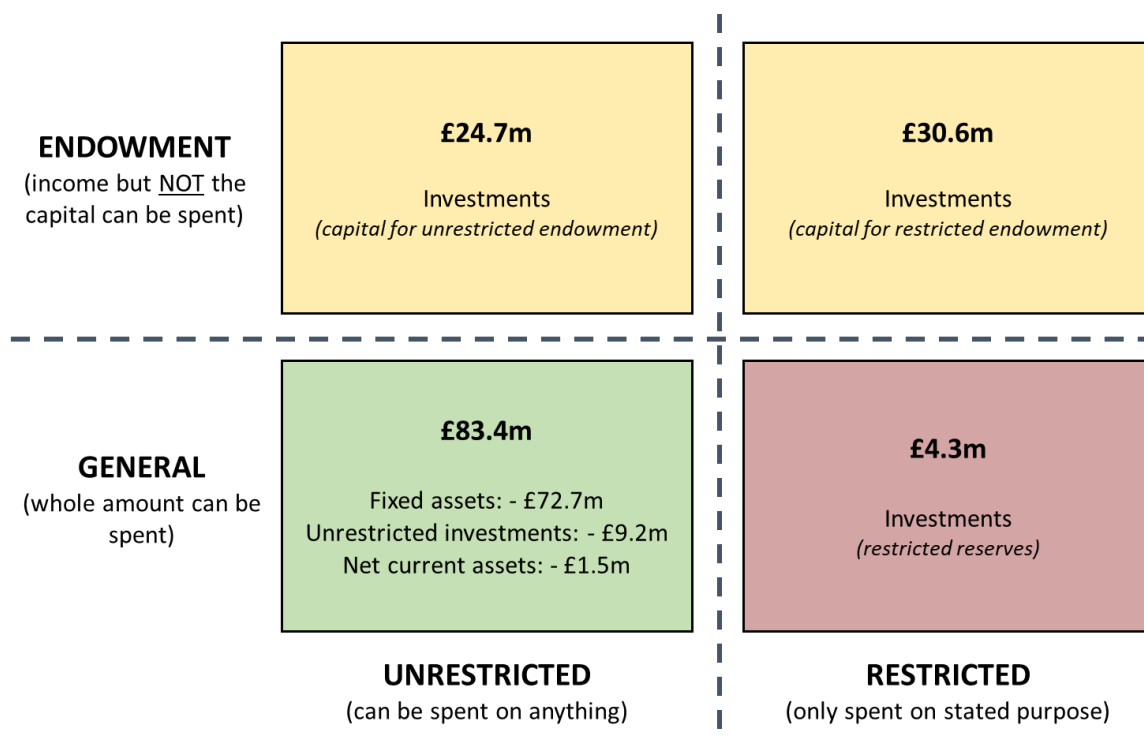 ENDOWMENT
(income but NOT the
capital can be spent)
£24.7m
Investments
(capital for unrestricted endowment)
£30.6m
Investments
(capital for restricted endowment)
GENERAL
(whole amount can be
spent)
£83.4m
Fixed assets: - £72.7m
Unrestricted investments: - £9.2m
Net current assets: - £1.5m
£4.3m
Investments
(restricted reserves)
UNRESTRICTED
(can be spent on anything)
RESTRICTED
(only spent on stated purpose)